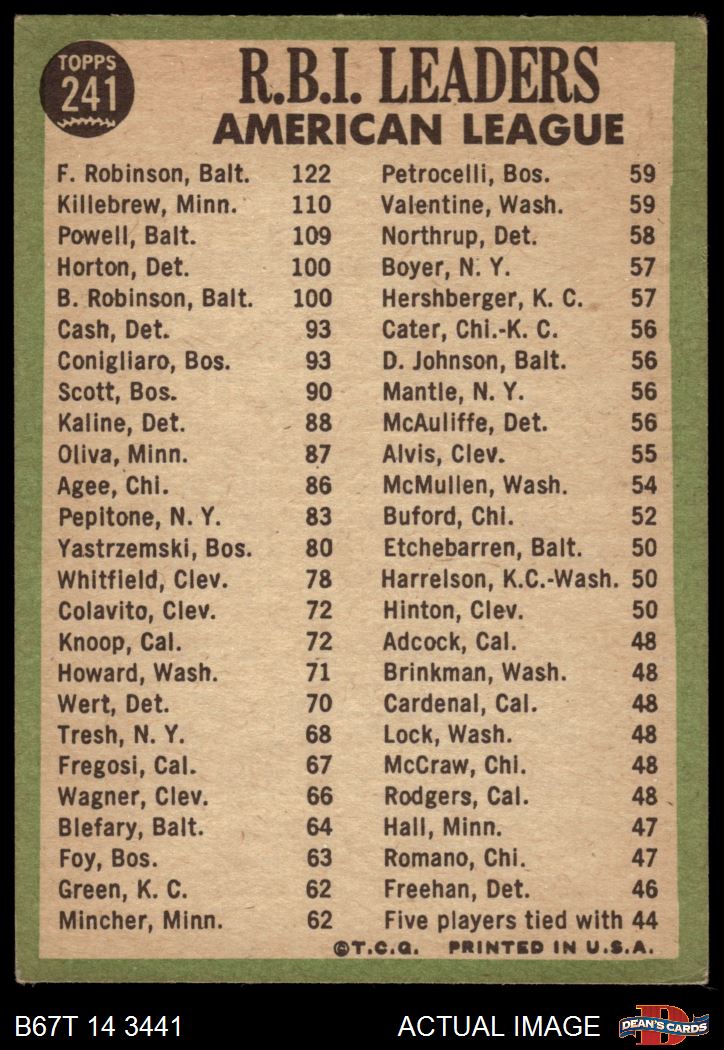 TOPPS
241
R.B.I. LEADERS
AMERICAN LEAGUE
F. Robinson, Balt. 122
Killebrew, Minn. 110
Powell, Balt. 109
Horton, Det. 100
B. Robinson, Balt. 100
Cash, Det. 93
Conigliaro, Bos. 93
Scott, Bos. 90
Kaline, Det. 88
Oliva, Minn. 87
Agee, Chi. 86
Pepitone, N. Y. 83
Yastrzemski, Bos. 80
Whitfield, Clev. 78
Colavito, Clev. 72
Knoop, Cal. 72
Howard, Wash. 71
Wert, Det. 70
Tresh, N. Y. 68
Fregosi, Cal. 67
Wagner, Clev. 66
Blefary, Balt. 64
Foy, Bos. 63
Green, K. C. 62
Mincher, Minn. 62
Petrocelli, Bos. 59
Valentine, Wash. 59
Northrup, Det. 58
Boyer, N. Y. 57
Hershberger, K. C. 57
Cater, Chi.-K. C. 56
D. Johnson, Balt. 56
Mantle, N. Y. 56
McAuliffe, Det. 56
Alvis, Clev. 55
McMullen, Wash. 54
Buford, Chi. 52
Etchebarren, Balt. 50
Harrelson, K.C.-Wash. 50
Hinton, Clev. 50
Adcock, Cal. 48
Brinkman, Wash. 48
Cardenal, Cal. 48
Lock, Wash. 48
McCraw, Chi. 48
Rodgers, Cal. 48
Hall, Minn. 47
Romano, Chi. 47
Freehan, Det. 46
Five players tied with 44
©T.C.G. PRINTED IN U.S.A.
B67T 14 3441
ACTUAL IMAGE
D
DEAN'S CARDS